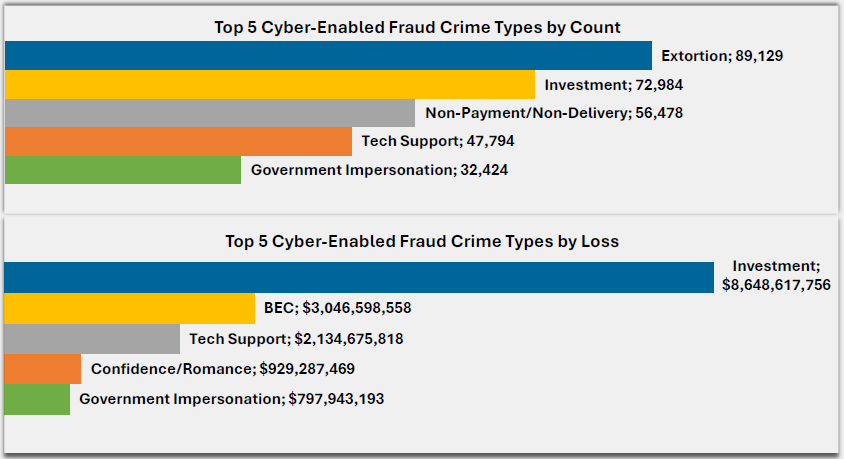 Top 5 Cyber-Enabled Fraud Crime Types by Count
Extortion; 89,129
Investment; 72,984
Non-Payment/Non-Delivery; 56,478
Tech Support; 47,794
Government Impersonation; 32,424
Top 5 Cyber-Enabled Fraud Crime Types by Loss
Investment;
$8,648,617,756
BEC; $3,046,598,558
Tech Support; $2,134,675,818
Confidence/Romance; $929,287,469
Government Impersonation; $797,943,193